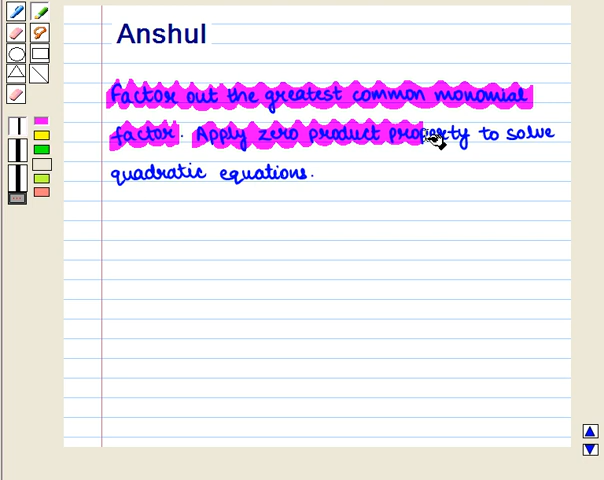 Anshul
Factor out the greatest common monomial
factor. Apply zero product property to solve
quadratic equations.